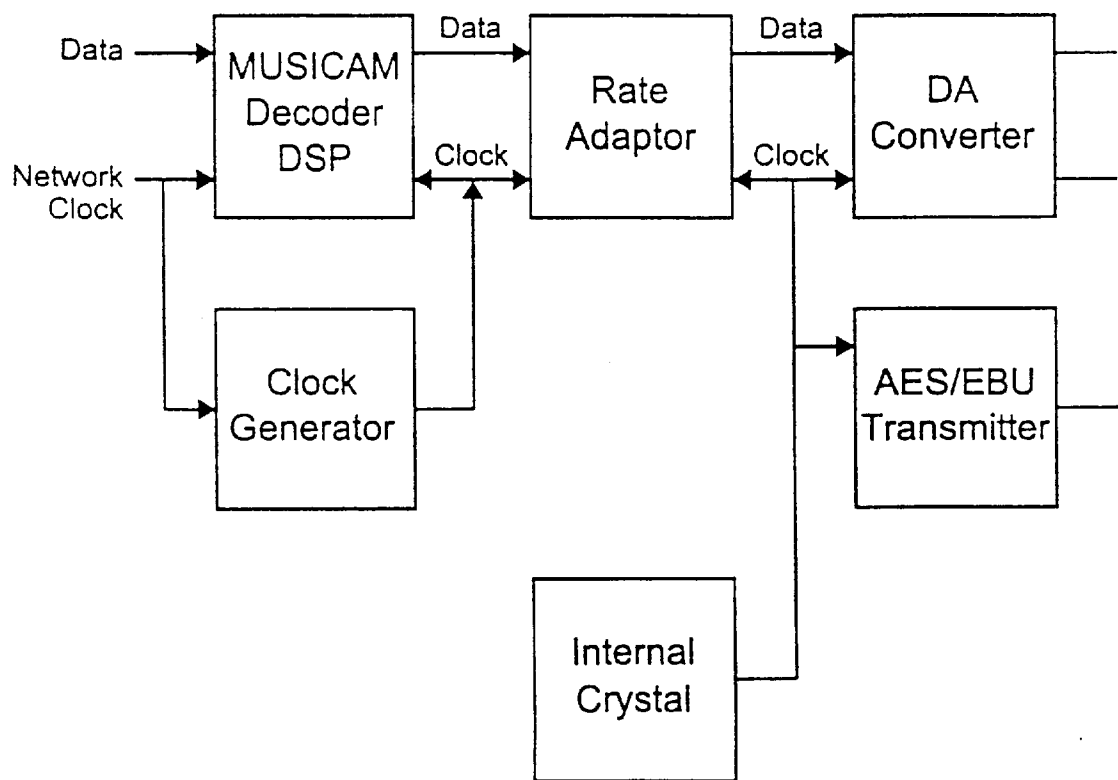 Data
MUSICAM
Decoder
DSP
Data
Rate
Adaptor
Data
DA
Converter
Network
Clock
Clock
Clock
Clock
Generator
AES/EBU
Transmitter
Internal
Crystal